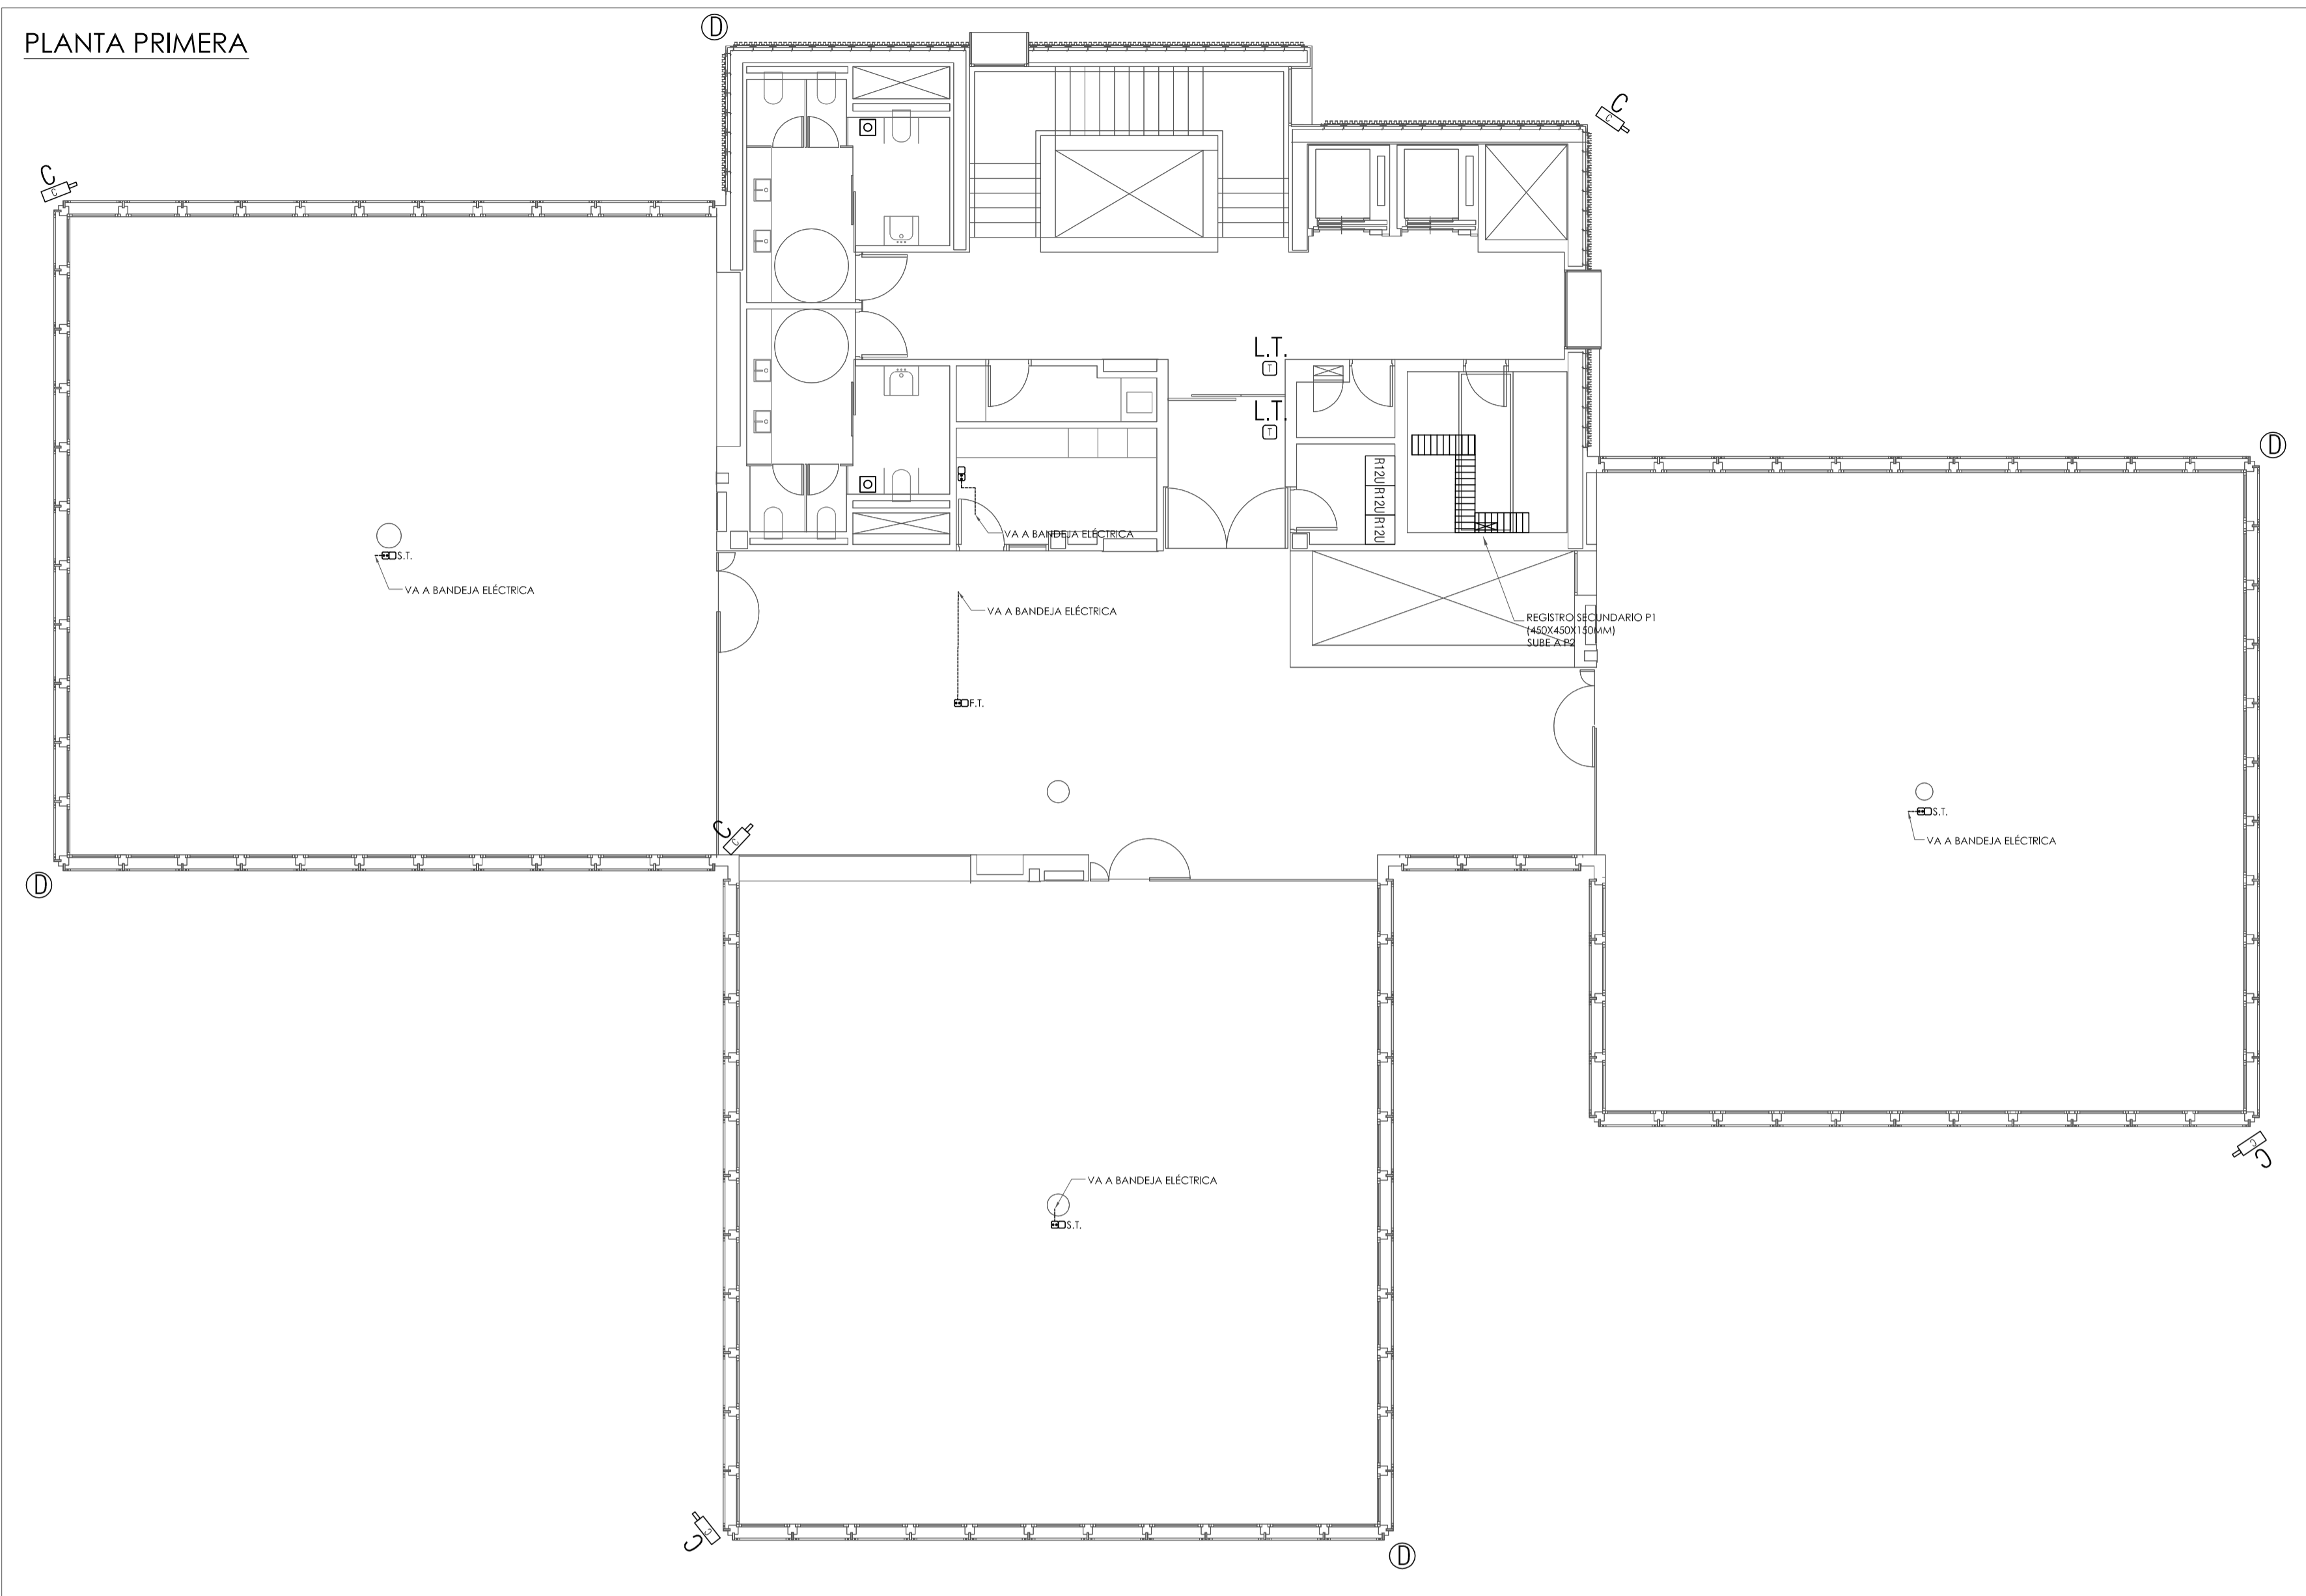 PLANTA PRIMERA
D
C
C
C
C
L.T.
T
L.T.
T
D
R12U
R12U
R12U
VA A BANDEJA ELÉCTRICA
S.T.
VA A BANDEJA ELÉCTRICA
VA A BANDEJA ELÉCTRICA
REGISTRO SECUNDARIO P1
(450X450X150MM)
SUBE A P2
F.T.
S.T.
VA A BANDEJA ELÉCTRICA
C
C
D
C
C
VA A BANDEJA ELÉCTRICA
S.T.
C
C
D